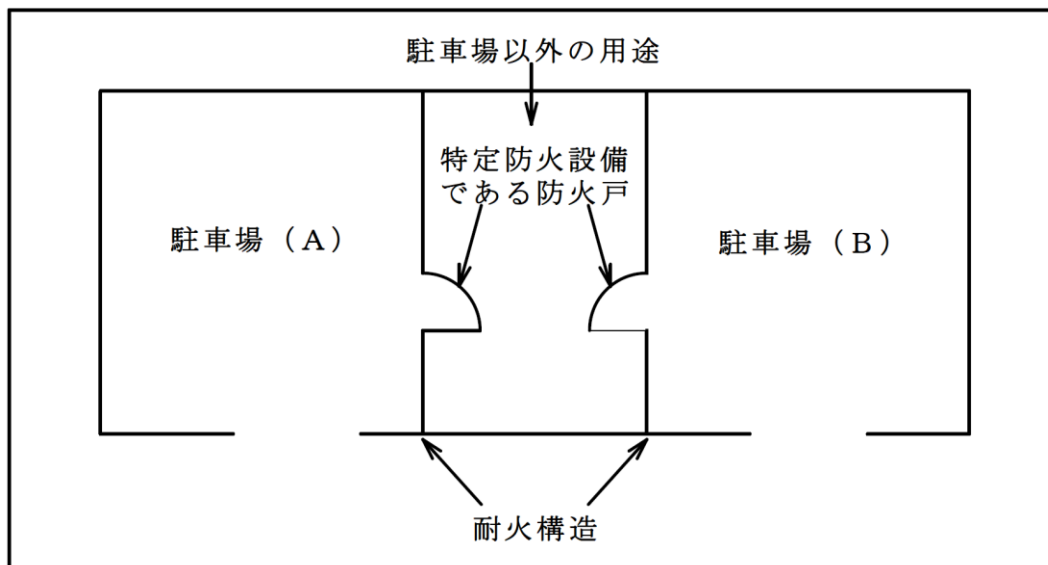 駐車場以外の用途
特定防火設備
である防火戸
駐車場（A）
駐車場（B）
耐火構造